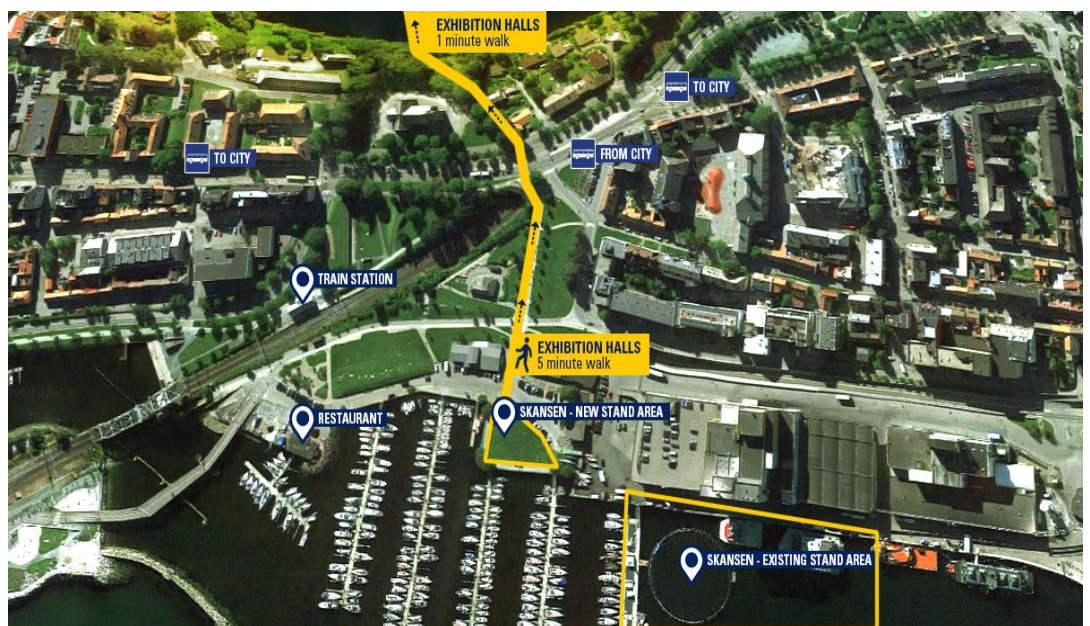 EXHIBITION HALLS
1 minute walk
TO CITY
TO CITY
FROM CITY
TRAIN STATION
EXHIBITION HALLS
5 minute walk
RESTAURANT
SKANSEN - NEW STAND AREA
SKANSEN - EXISTING STAND AREA